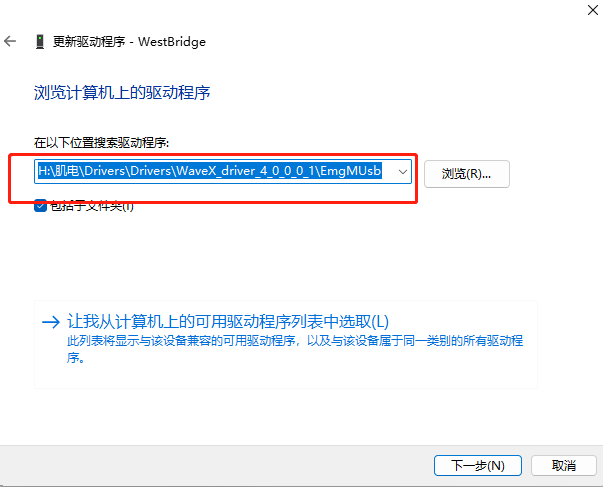 更新驱动程序 - WestBridge
浏览计算机上的驱动程序
在以下位置搜索驱动程序:
H:\肌电\Drivers\Drivers\WaveX_driver_4_0_0_0_1\EmgMUsb
浏览(R)...
包括子文件夹(I)
让我从计算机上的可用驱动程序列表中选取(L)
此列表将显示与该设备兼容的可用驱动程序，以及与该设备属于同一类别的所有驱动程
序。
下一步(N)
取消